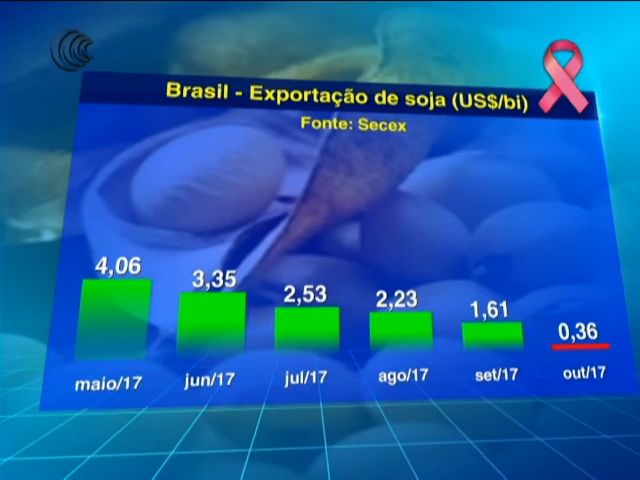 Brasil - Exportação de soja (US$/bi)
Fonte: Secex
4,06
3,35
2,53
2,23
1,61
0,36
maio/17
jun/17
jul/17
ago/17
set/17
out/17